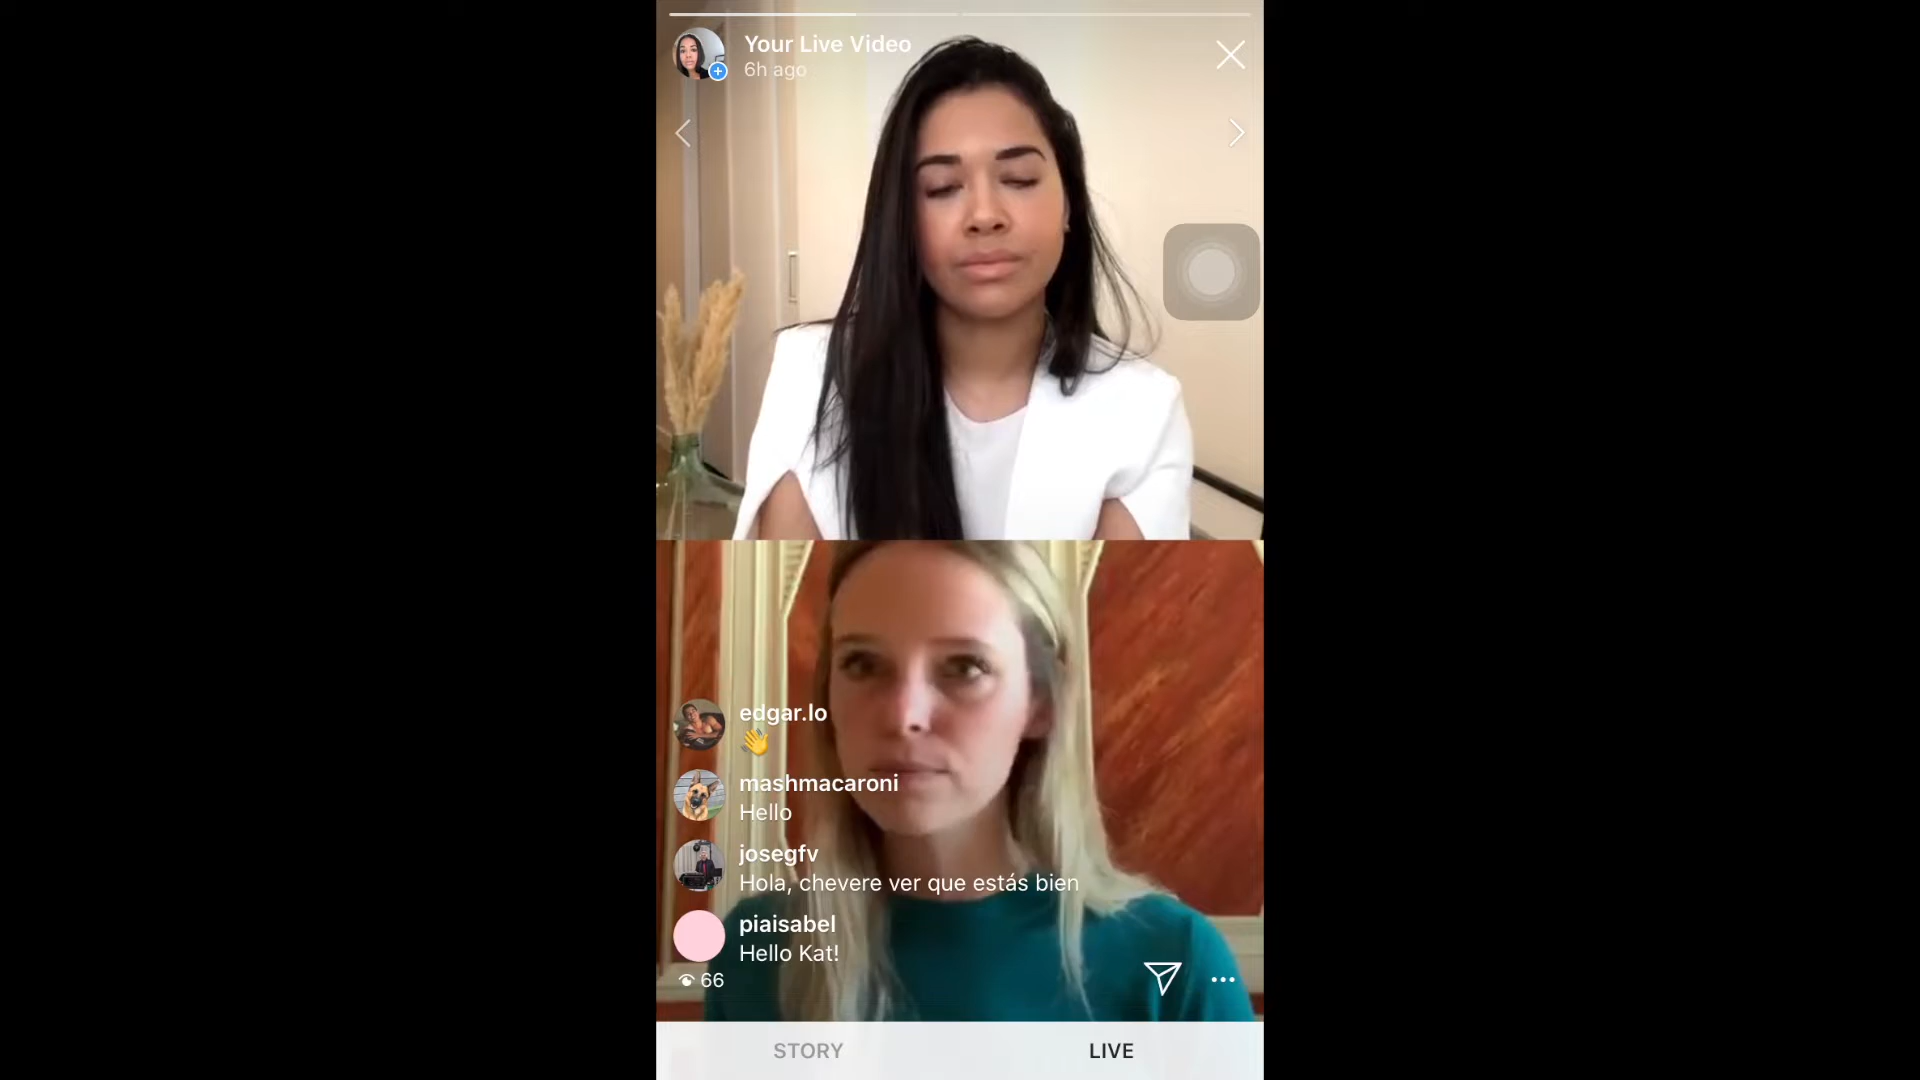 Your Live Video
6h ago
edgar.lo
👋
mashmacaroni
Hello
josegfv
Hola, chevere ver que estás bien
piaisabel
Hello Kat!
66
STORY
LIVE